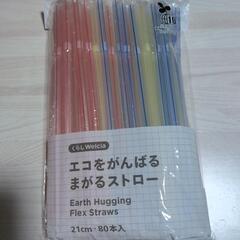 くらしWelcia
エコをがんばる
まがるストロー
Earth Hugging
Flex Straws
21cm・80本入